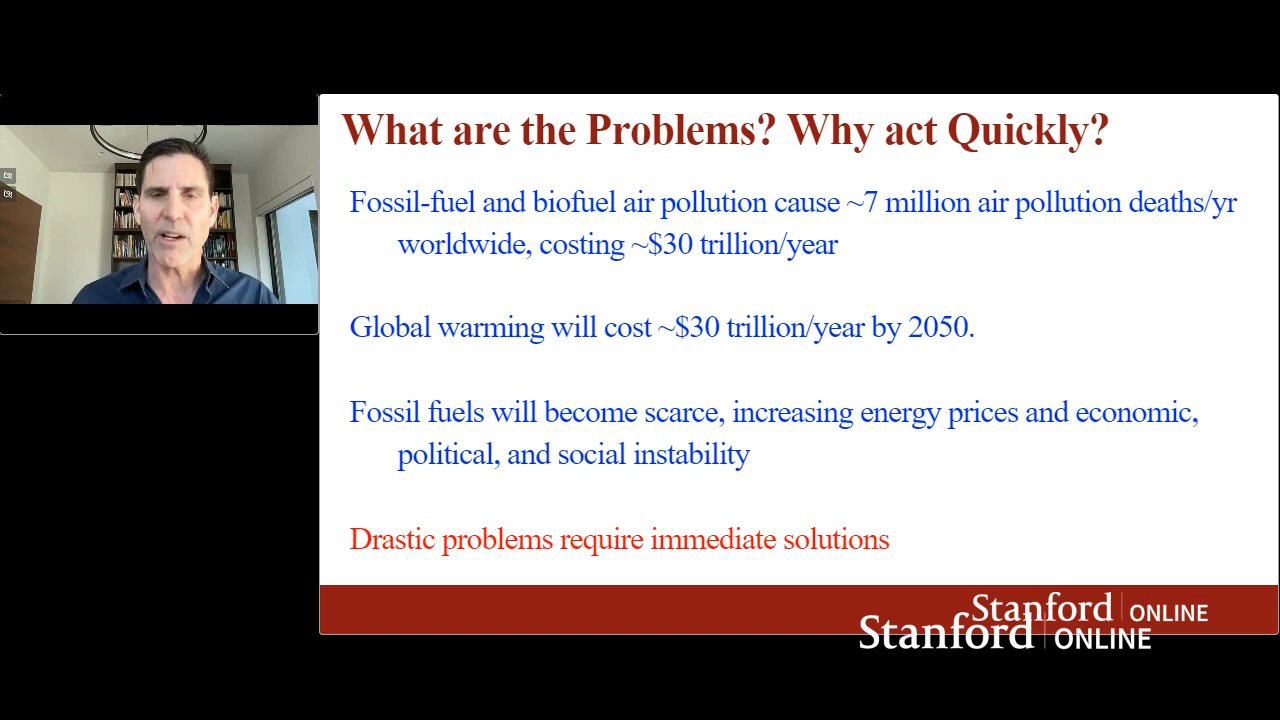 What are the Problems? Why act Quickly?
Fossil-fuel and biofuel air pollution cause ~7 million air pollution deaths/yr
worldwide, costing ~$30 trillion/year
Global warming will cost ~$30 trillion/year by 2050.
Fossil fuels will become scarce, increasing energy prices and economic,
political, and social instability
Drastic problems require immediate solutions
Stanford ONLINE
Stanford ONLINE